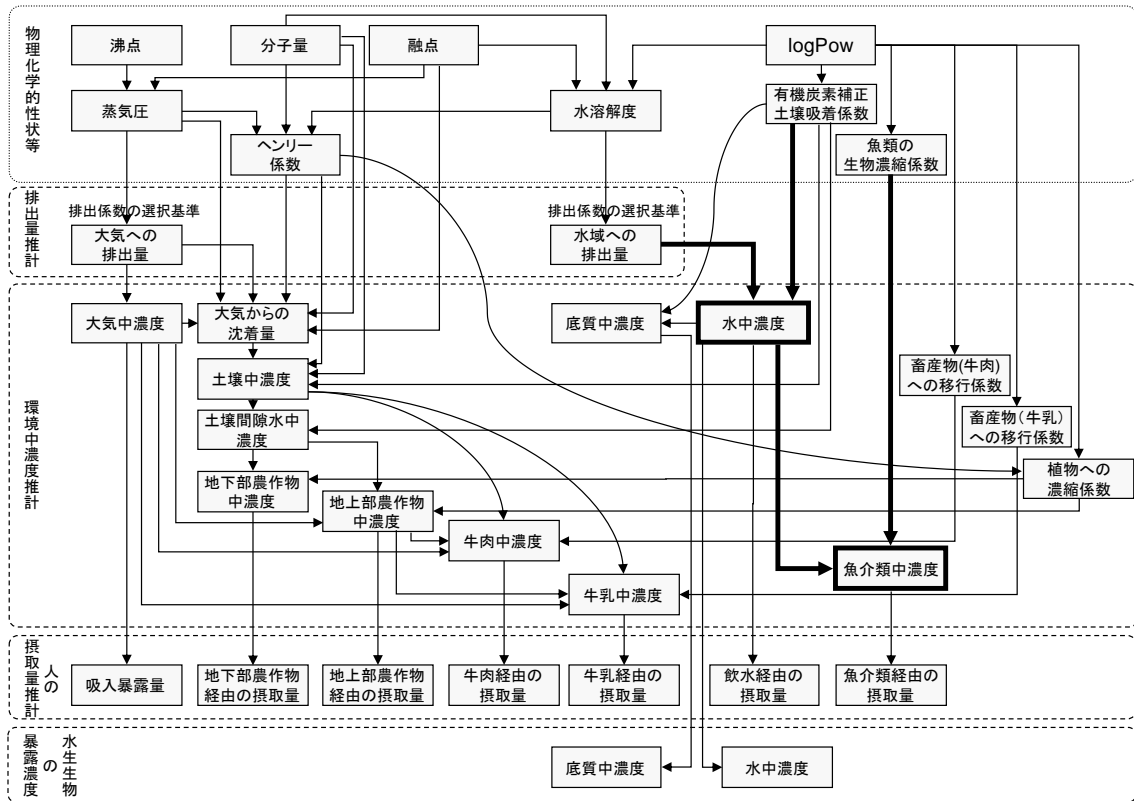 物理化学的性状等
沸点
分子量
融点
logPow
蒸気圧
水溶解度
有機炭素補正
土壌吸着係数
ヘンリー
係数
魚類の
生物濃縮係数
排出量推計
排出係数の選択基準
大気への
排出量
排出係数の選択基準
水域への
排出量
環境中濃度推計
大気中濃度
大気からの
沈着量
底質中濃度
水中濃度
土壌中濃度
畜産物(牛肉)
への移行係数
土壌間隙水中
濃度
畜産物(牛乳)
への移行係数
地下部農作物
中濃度
植物への
濃縮係数
地上部農作物
中濃度
牛肉中濃度
魚介類中濃度
牛乳中濃度
人の
摂取量推計
吸入暴露量
地下部農作物
経由の摂取量
地上部農作物
経由の摂取量
牛肉経由の
摂取量
牛乳経由の
摂取量
飲水経由の
摂取量
魚介類経由の
摂取量
水生生物
の
暴露濃度
底質中濃度
水中濃度